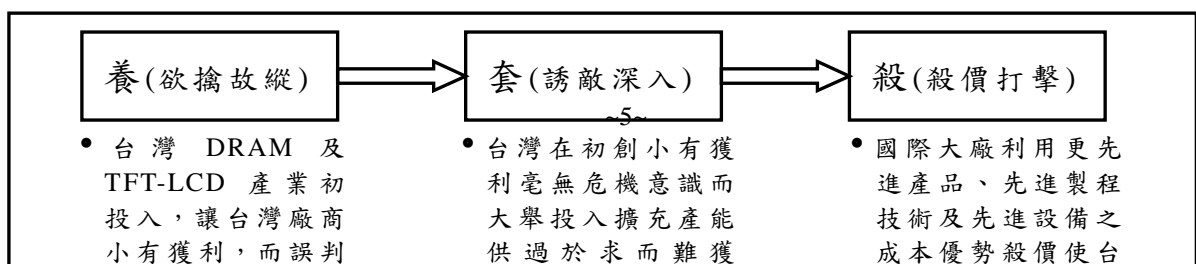 養(欲擒故縱)
套(誘敵深入)
殺(殺價打擊)
~5~
• 台灣 DRAM 及
TFT-LCD 產業初
投入，讓台灣廠商
小有獲利，而誤判
• 台灣在初創小有獲
利毫無危機意識而
大舉投入擴充產能
供過於求而難獲
• 國際大廠利用更先
進產品、先進製程
技術及先進設備之
成本優勢殺價使台